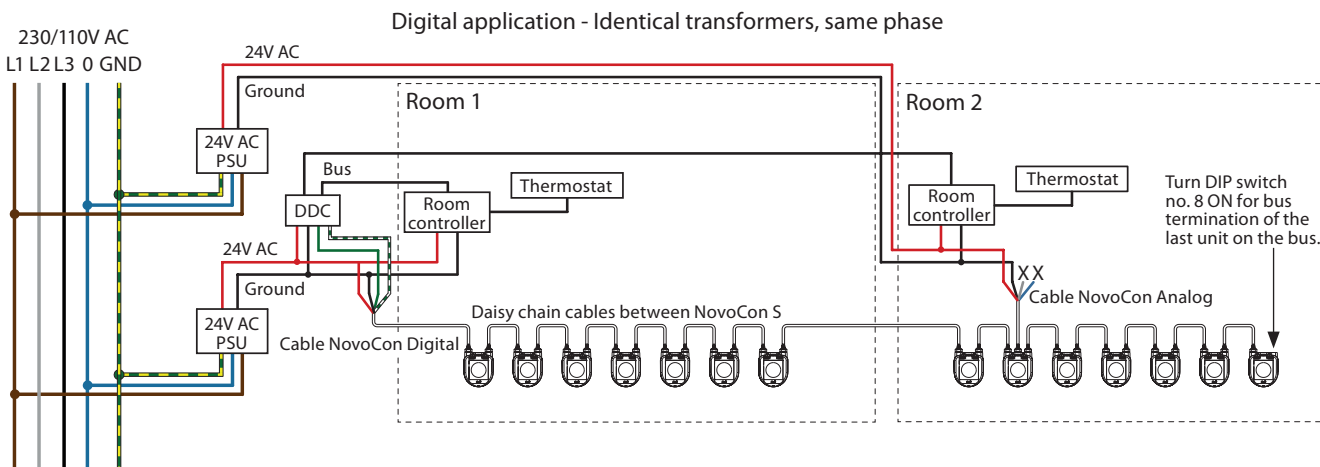 Digital application - Identical transformers, same phase
230/110V AC
L1 L2 L3 0 GND
24V AC
Ground
Room 1
Room 2
24V AC
PSU
Bus
DDC
Room
controller
Thermostat
Room
controller
Thermostat
Turn DIP switch
no. 8 ON for bus
termination of the
last unit on the bus.
24V AC
Ground
24V AC
PSU
Cable NovoCon Digital
Daisy chain cables between NovoCon S
X X
Cable NovoCon Analog